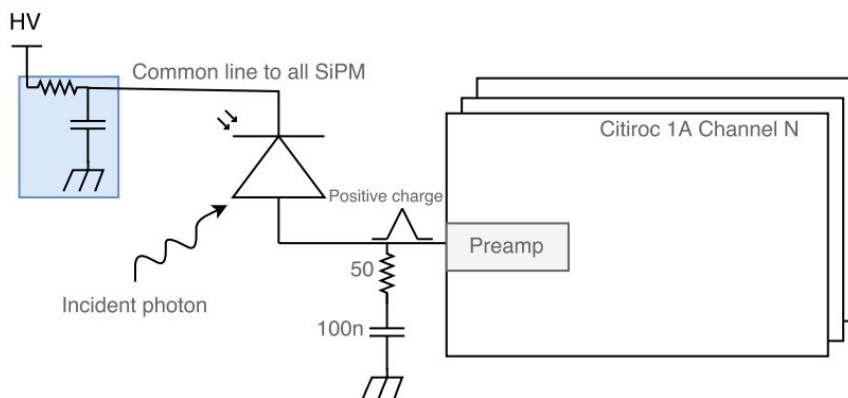 HV
Common line to all SiPM
Citiroc 1A Channel N
Positive charge
Preamp
50
Incident photon
100n